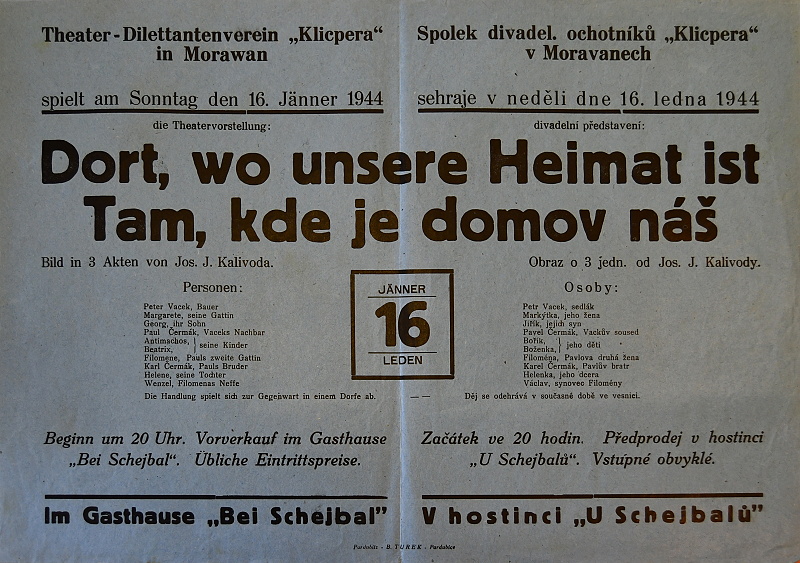 Theater-Dilettantenverein „Klicpera“
in Morawan
spielt am Sonntag den 16. Jänner 1944
die Theatervorstellung:
Spolek divadel. ochotníků „Klicpera“
v Moravanech
sehraje v neděli dne 16. ledna 1944
divadelní představení:
Dort, wo unsere Heimat ist
Tam, kde je domov náš
Bild in 3 Akten von Jos. J. Kalivoda.
Personen:
Peter Vacek, Bauer
Margarete, seine Gattin
Georg, ihr Sohn
Paul Čermák, Vaceks Nachbar
Antimachos,
Beatrix,
} seine Kinder
Filomene, Pauls zweite Gattin
Karl Čermák, Pauls Bruder
Helene, seine Tochter
Wenzel, Filomenas Neffe
Die Handlung spielt sich zur Gegenwart in einem Dorfe ab.
JÄNNER
16
LEDEN
Obraz o 3 jedn. od Jos. J. Kalivody.
Osoby:
Petr Vacek, sedlák
Markýtka, jeho žena
Jiřík, jejich syn
Pavel Čermák, Vackův soused
Bořík,
Boženka,
} jeho děti
Filoména, Pavlova druhá žena
Karel Čermák, Pavlův bratr
Helenka, jeho dcera
Václav, synovec Filomény
Děj se odehrává v současné době ve vesnici.
Beginn um 20 Uhr. Vorverkauf im Gasthause
„Bei Schejbal“. Übliche Eintrittspreise.
Začátek ve 20 hodin. Předprodej v hostinci
„U Schejbalů“. Vstupné obvyklé.
Im Gasthause „Bei Schejbal“
V hostinci „U Schejbalů“
Pardubitz - B. TUREK - Pardubice